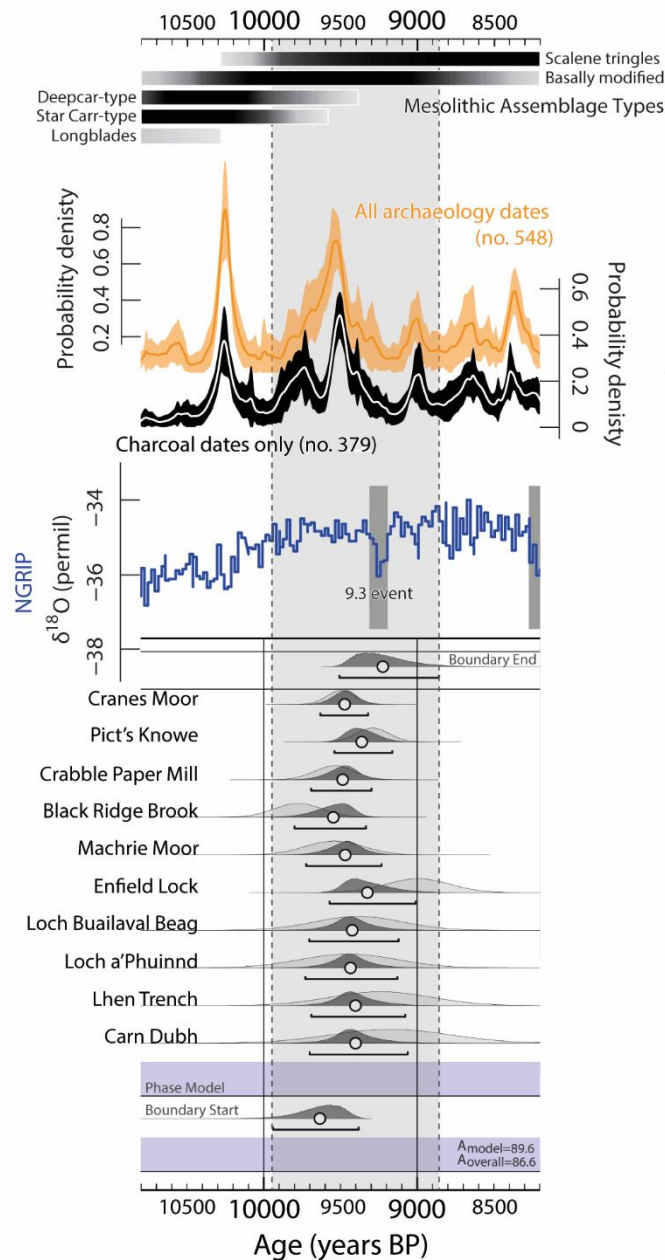 10500 10000 9500 9000 8500
Scalene tringles
Basally modified
Deepcar-type
Mesolithic Assemblage Types
Star Carr-type
Longblades
All archaeology dates
(no. 548)
Probability denisty
0.8
0.6
0.4
0.2
Probability denisty
0.6
0.4
0.2
0
Charcoal dates only (no. 379)
NGRIP
δ18O (permil)
−34
−36
−38
9.3 event
Boundary End
Cranes Moor
Pict's Knowe
Crabble Paper Mill
Black Ridge Brook
Machrie Moor
Enfield Lock
Loch Buailaval Beag
Loch a'Phuinnd
Lhen Trench
Carn Dubh
Phase Model
Boundary Start
Amodel=89.6
Aoverall=86.6
10500 10000 9500 9000 8500
Age (years BP)